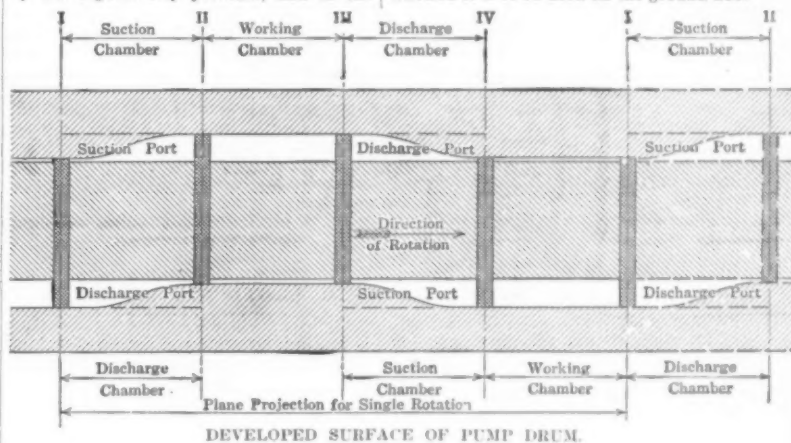 I II III IV I II
Suction Working Discharge Suction
Chamber Chamber Chamber Chamber
Suction Port Discharge Port Suction Port
Direction
of Rotation
Discharge Port Suction Port Discharge Port
Discharge Suction Working Discharge
Chamber Chamber Chamber Chamber
Plane Projection for Single Rotation
DEVELOPED SURFACE OF PUMP DRUM.